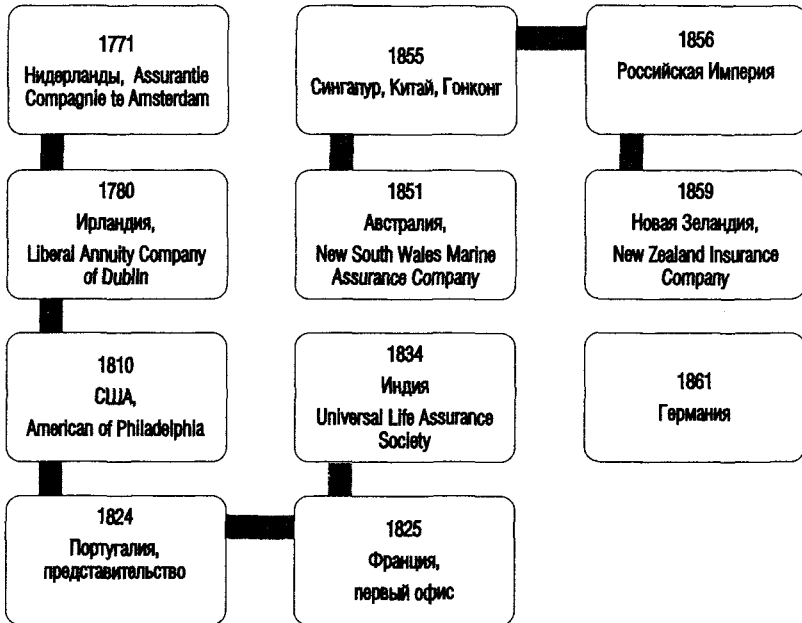 1771
Нидерланды, Assurantie
Compagnie te Amsterdam
1780
Ирландия,
Liberal Annuity Company
of Dublin
1810
США,
American of Philadelphia
1824
Португалия,
представительство
1825
Франция,
первый офис
1834
Индия
Universal Life Assurance
Society
1851
Австралия,
New South Wales Marine
Assurance Company
1855
Сингапур, Китай, Гонконг
1856
Российская Империя
1859
Новая Зеландия,
New Zealand Insurance
Company
1861
Германия